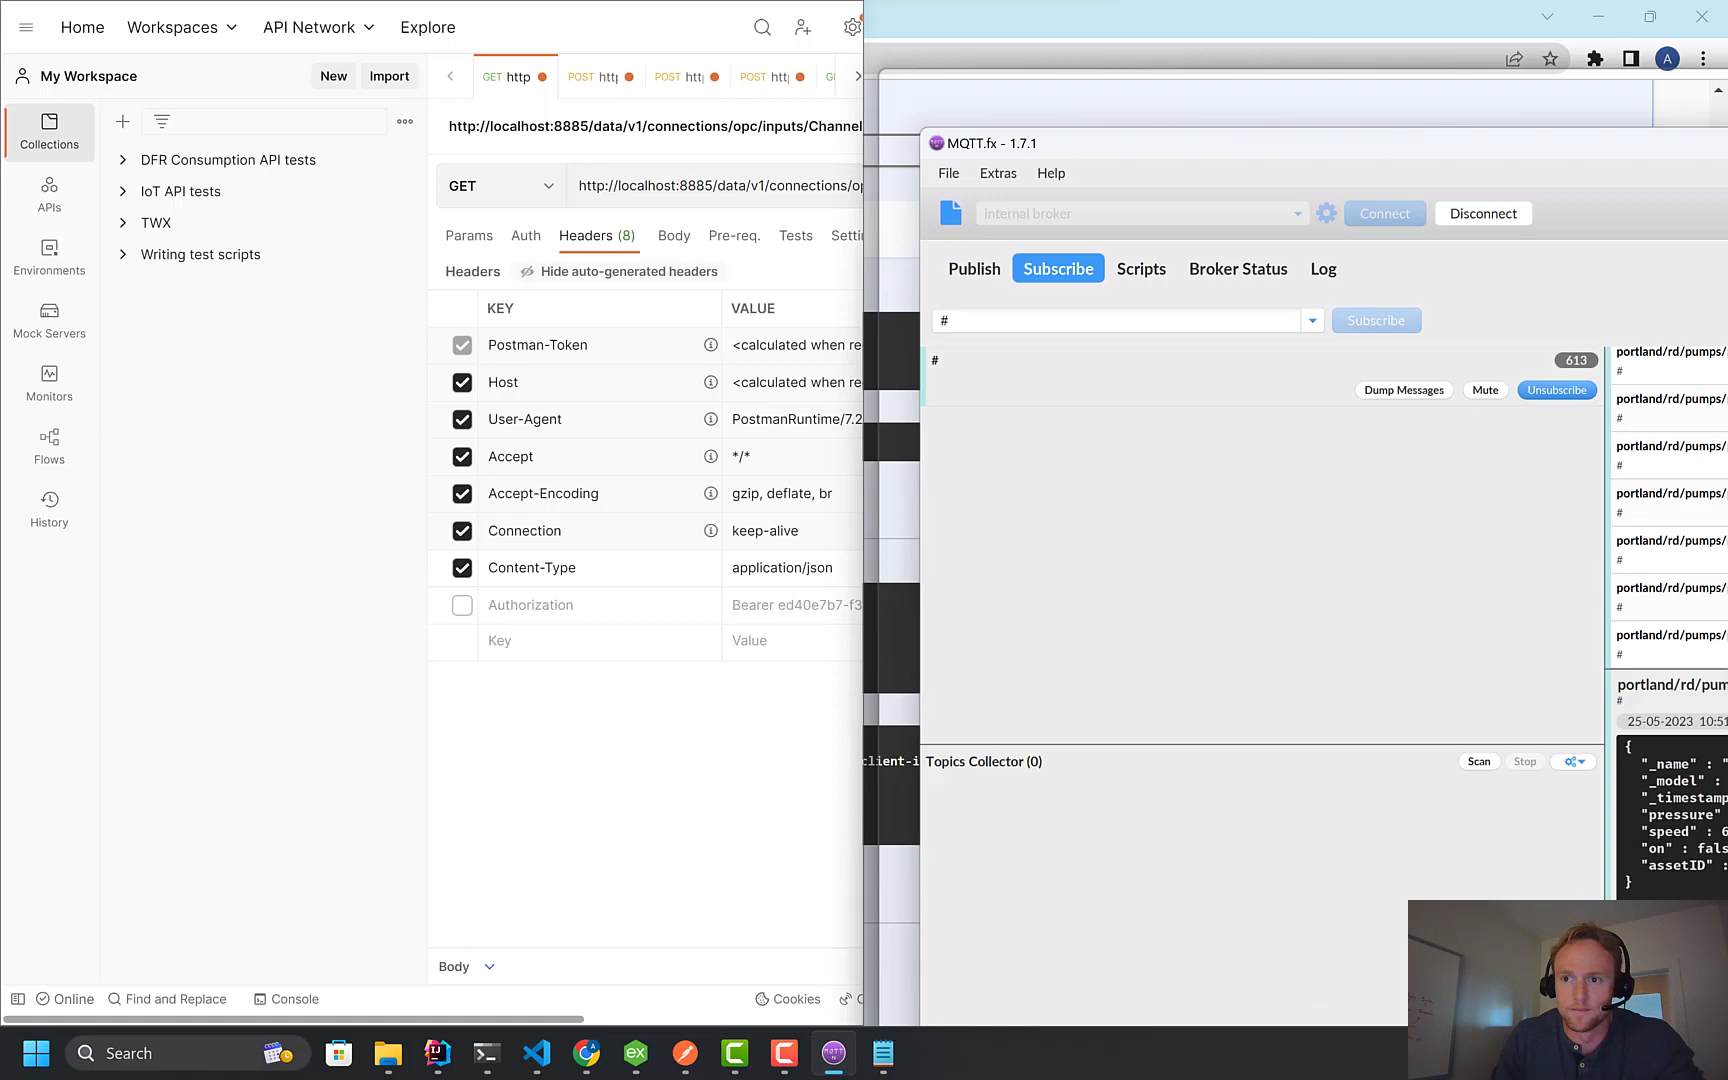 Home
Workspaces
API Network
Explore
My Workspace
New
Import
GET http
POST
POST
POST
http://localhost:8885/data/v1/connections/opc/inputs/Channel
Collections
APIs
Environments
Mock Servers
Monitors
Flows
History
DFR Consumption API tests
IoT API tests
TWX
Writing test scripts
GET
http://localhost:8885/data/v1/connections/op
Params
Auth
Headers (8)
Body
Pre-req.
Tests
Headers
Hide auto-generated headers
KEY
VALUE
Postman-Token
<calculated when re
Host
<calculated when re
User-Agent
PostmanRuntime/7.2
Accept
*/*
Accept-Encoding
gzip, deflate, br
Connection
keep-alive
Content-Type
application/json
Authorization
Bearer ed40e7b7-f3
Key
Value
Body
Online
Find and Replace
Console
Cookies
A
MQTT.fx - 1.7.1
File
Extras
Help
internal broker
Connect
Disconnect
Publish
Subscribe
Scripts
Broker Status
Log
#
Subscribe
#
613
Dump Messages
Mute
Unsubscribe
portland/rd/pumps/
#
portland/rd/pumps/
#
portland/rd/pumps/
#
portland/rd/pumps/
#
portland/rd/pumps/
#
portland/rd/pumps/
#
portland/rd/pumps/
#
client-i
Topics Collector (0)
Scan
Stop
portland/rd/pum
#
25-05-2023 10:51
{
"_name" : "
"_model" :
"_timestamp
"pressure"
"speed" : 6
"on" : fals
"assetID" :
}
Search